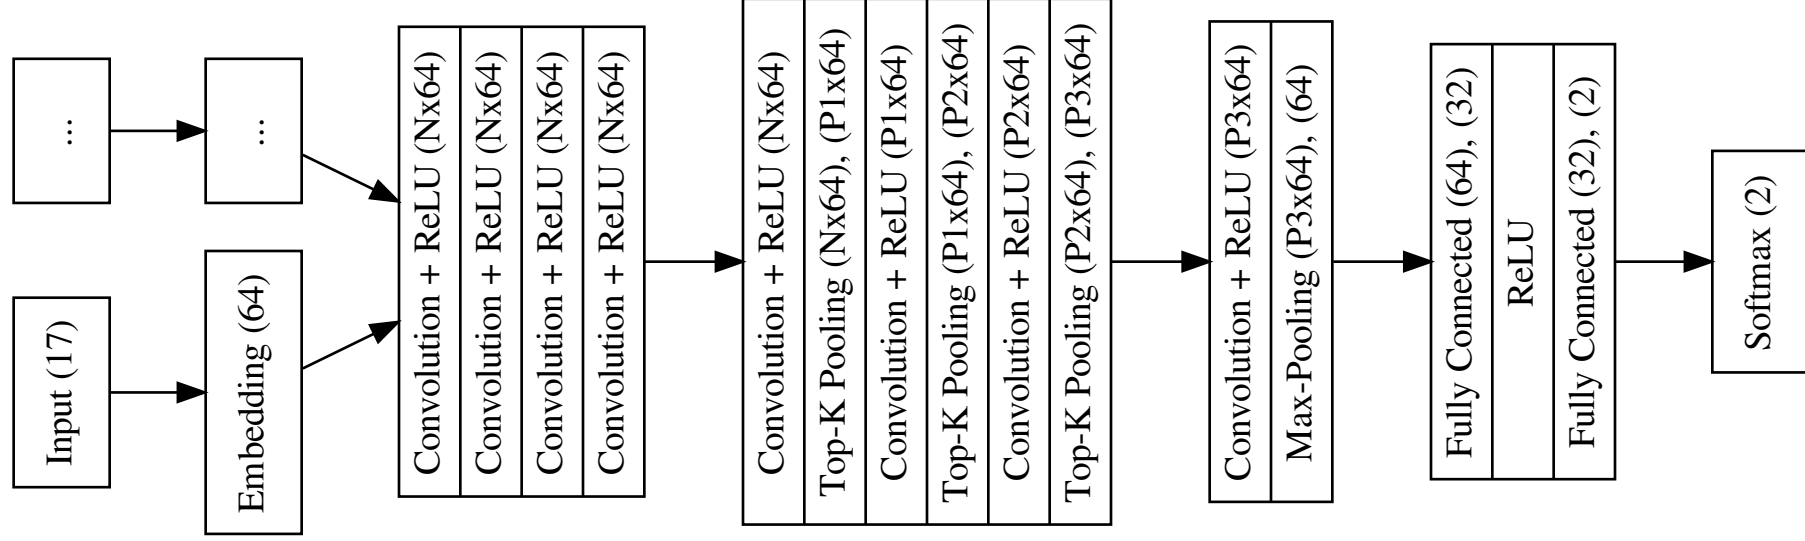 ...
...
Input (17)
Embedding (64)
Convolution + ReLU (Nx64)
Convolution + ReLU (Nx64)
Convolution + ReLU (Nx64)
Convolution + ReLU (Nx64)
Convolution + ReLU (Nx64)
Top-K Pooling (Nx64), (P1x64)
Convolution + ReLU (P1x64)
Top-K Pooling (P1x64), (P2x64)
Convolution + ReLU (P2x64)
Top-K Pooling (P2x64), (P3x64)
Convolution + ReLU (P3x64)
Max-Pooling (P3x64), (64)
Fully Connected (64), (32)
ReLU
Fully Connected (32), (2)
Softmax (2)